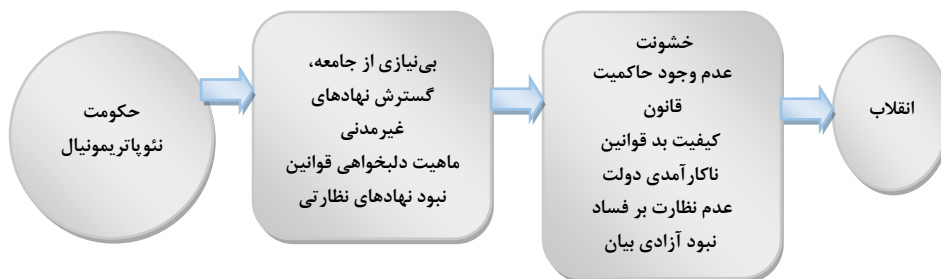 حکومت
نئوپاتریمونیال
بی‌نیازی از جامعه،
گسترش نهادهای
غیرمدنی
ماهیت دلبخواهی قوانین
نبود نهادهای نظارتی
خشونت
عدم وجود حاکمیت
قانون
کیفیت بد قوانین
ناکارآمدی دولت
عدم نظارت بر فساد
نبود آزادی بیان
انقلاب